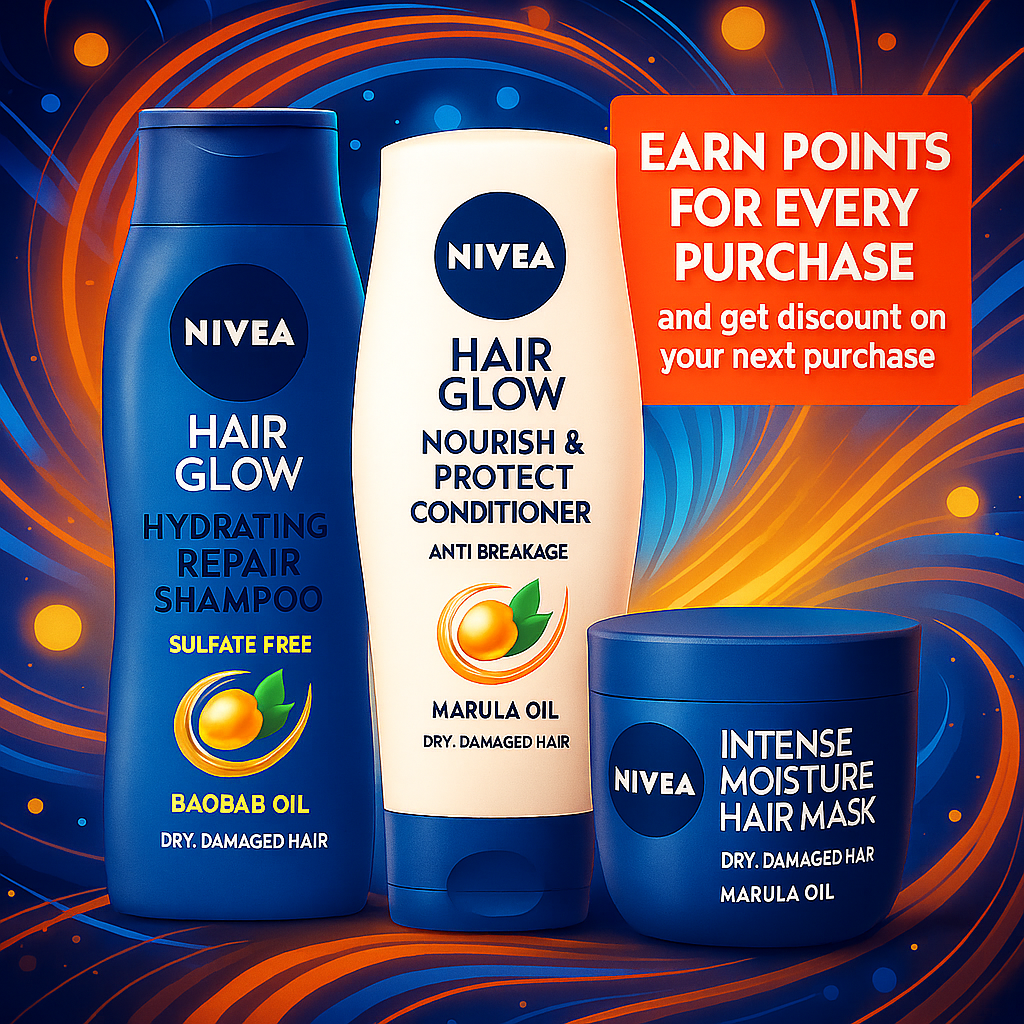 NIVEA
HAIR
GLOW
HYDRATING
REPAIR
SHAMPOO
SULFATE FREE
BAOBAB OIL
DRY. DAMAGED HAIR
NIVEA
HAIR
GLOW
NOURISH &
PROTECT
CONDITIONER
ANTI BREAKAGE
MARULA OIL
DRY. DAMAGED HAIR
EARN POINTS
FOR EVERY
PURCHASE
and get discount on
your next purchase
NIVEA
INTENSE
MOISTURE
HAIR MASK
DRY. DAMAGED HAR
MARULA OIL